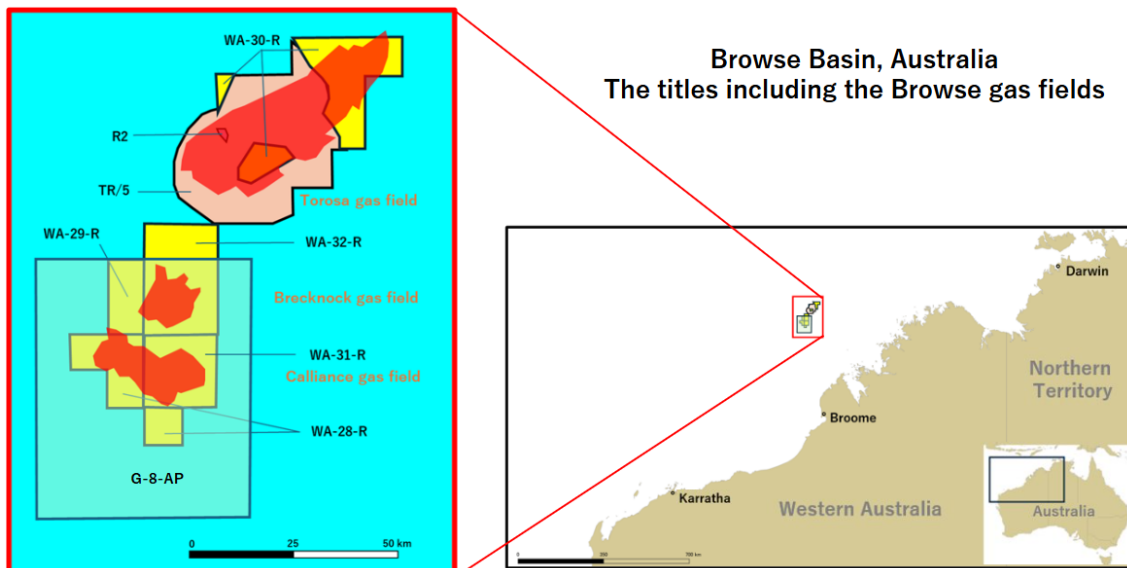 Browse Basin, Australia
The titles including the Browse gas fields
WA-30-R
R2
TR/5
Torosa gas field
WA-29-R
WA-32-R
Brecknock gas field
WA-31-R
Calliance gas field
WA-28-R
G-8-AP
0 25 50 km
Darwin
Northern
Territory
Broome
Karratha
Western Australia
Australia